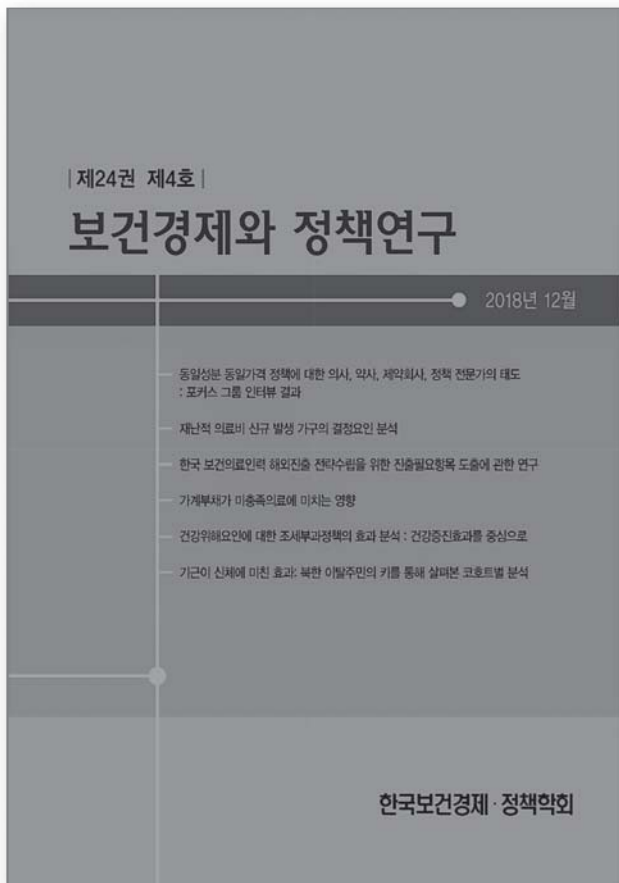 | 제24권 제4호 |
보건경제와 정책연구
2018년 12월
동일성분 동일가격 정책에 대한 의사, 약사, 제약회사, 정책 전문가의 태도
: 포커스 그룹 인터뷰 결과
재난적 의료비 신규 발생 가구의 결정요인 분석
한국 보건의료인력 해외진출 전략수립을 위한 진출필요항목 도출에 관한 연구
가계부채가 미충족의료에 미치는 영향
건강위해요인에 대한 조세부과정책의 효과 분석 : 건강증진효과를 중심으로
기근이 신체에 미친 효과: 북한 이탈주민의 키를 통해 살펴본 코호트별 분석
한국보건경제·정책학회